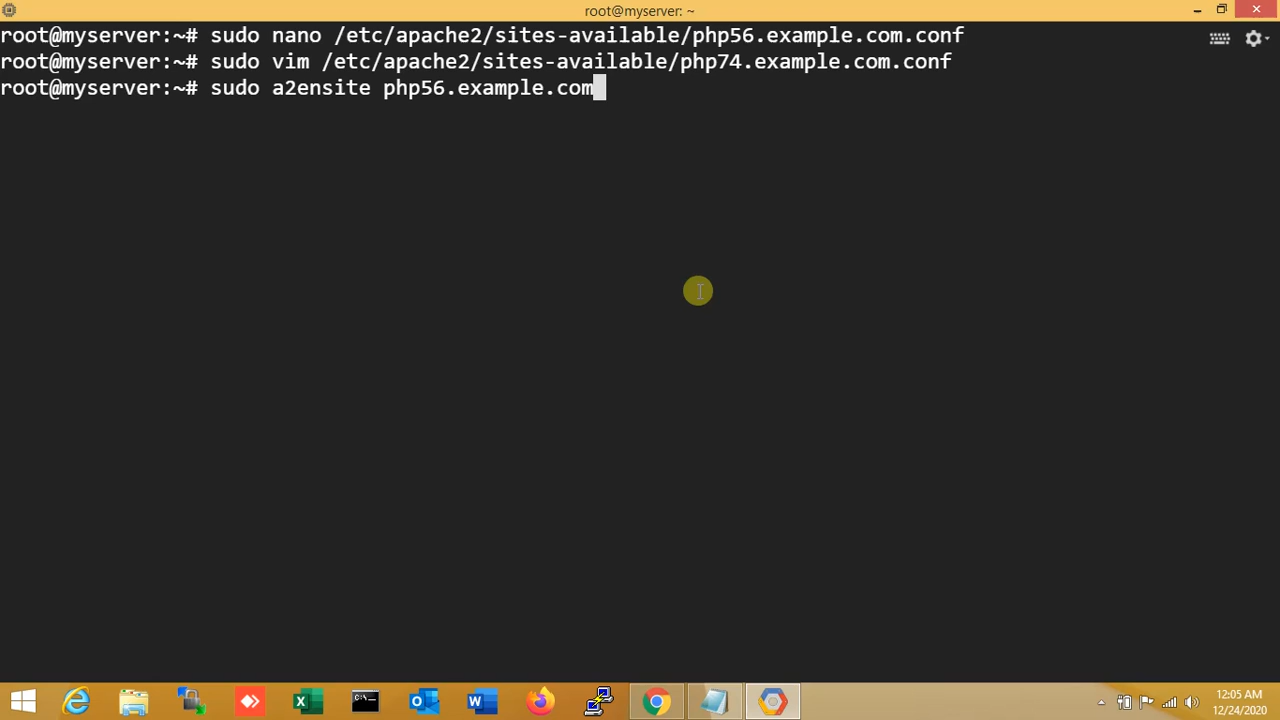 root@myserver: ~
root@myserver:~# sudo nano /etc/apache2/sites-available/php56.example.com.conf
root@myserver:~# sudo vim /etc/apache2/sites-available/php74.example.com.conf
root@myserver:~# sudo a2ensite php56.example.com
12:05 AM
12/24/2020